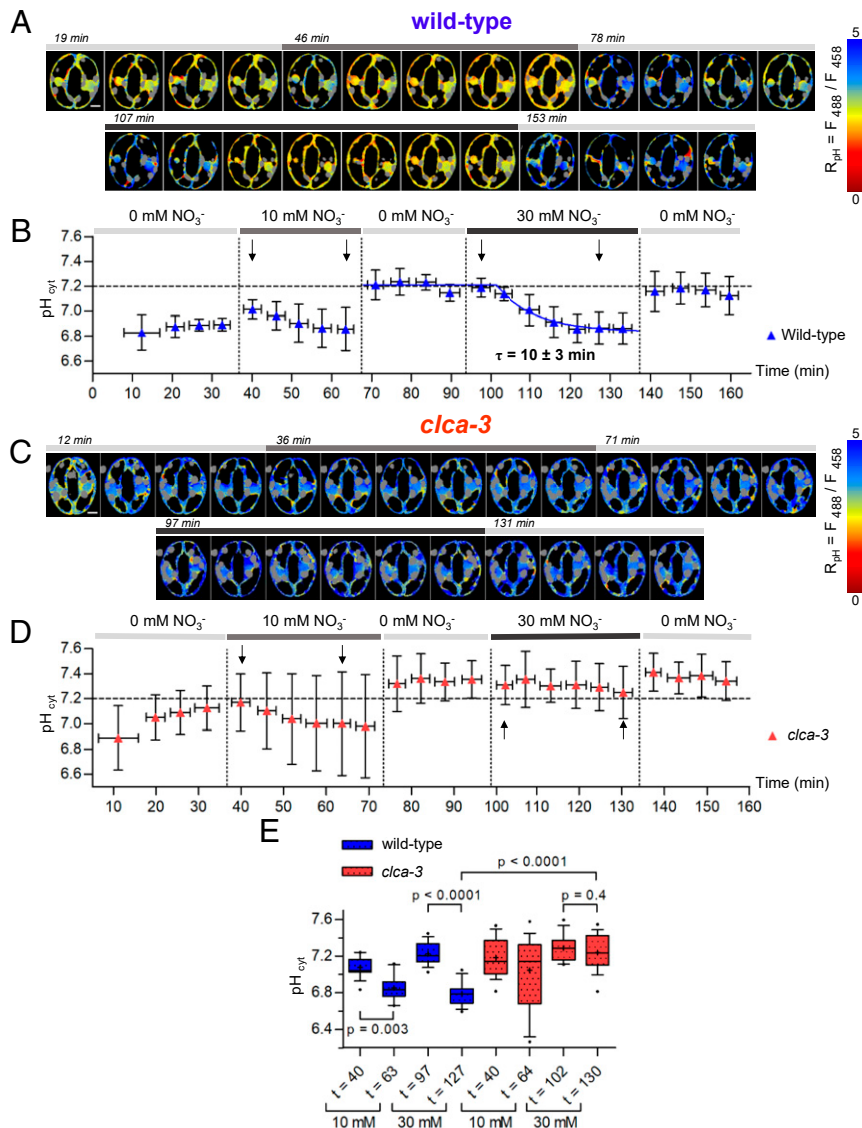 A
wild-type
19 min 46 min 78 min
107 min 153 min
5
R pH = F 488 / F 458
0
B
0 mM NO3- 10 mM NO3- 0 mM NO3- 30 mM NO3- 0 mM NO3-
7.6
7.4
7.2
7.0
6.8
6.6
pH cyt
τ = 10 ± 3 min
Wild-type
Time (min)
0 10 20 30 40 50 60 70 80 90 100 110 120 130 140 150 160
clca-3
C
12 min 36 min 71 min
97 min 131 min
5
R pH = F 488 / F 458
0
D
0 mM NO3- 10 mM NO3- 0 mM NO3- 30 mM NO3- 0 mM NO3-
7.6
7.4
7.2
7.0
6.8
6.6
pH cyt
clca-3
Time (min)
10 20 30 40 50 60 70 80 90 100 110 120 130 140 150 160
E
wild-type
clca-3
p < 0.0001
p < 0.0001
p = 0.4
7.6
7.2
6.8
6.4
pH cyt
p = 0.003
t = 40 t = 63 t = 97 t = 127 t = 40 t = 64 t = 102 t = 130
10 mM 30 mM 10 mM 30 mM